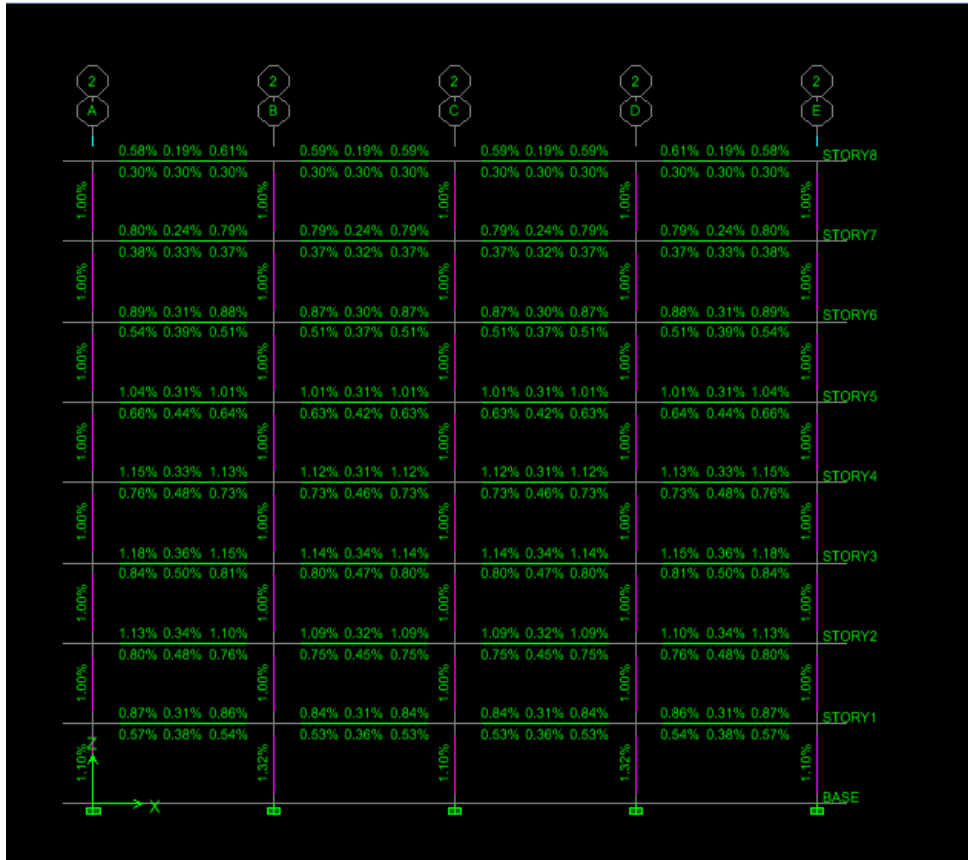 2 2 2 2 2
A B C D E
0.58% 0.19% 0.61% 0.59% 0.19% 0.59% 0.59% 0.19% 0.59% 0.61% 0.19% 0.58%
STORY8
0.30% 0.30% 0.30% 0.30% 0.30% 0.30% 0.30% 0.30% 0.30% 0.30% 0.30% 0.30%
1.00% 1.00% 1.00% 1.00% 1.00%
0.80% 0.24% 0.79% 0.79% 0.24% 0.79% 0.79% 0.24% 0.79% 0.79% 0.24% 0.80%
STORY7
0.38% 0.33% 0.37% 0.37% 0.32% 0.37% 0.37% 0.32% 0.37% 0.37% 0.33% 0.38%
1.00% 1.00% 1.00% 1.00% 1.00%
0.89% 0.31% 0.88% 0.87% 0.30% 0.87% 0.87% 0.30% 0.87% 0.88% 0.31% 0.89%
STORY6
0.54% 0.39% 0.51% 0.51% 0.37% 0.51% 0.51% 0.37% 0.51% 0.51% 0.39% 0.54%
1.00% 1.00% 1.00% 1.00% 1.00%
1.04% 0.31% 1.01% 1.01% 0.31% 1.01% 1.01% 0.31% 1.01% 1.01% 0.31% 1.04%
STORY5
0.66% 0.44% 0.64% 0.63% 0.42% 0.63% 0.63% 0.42% 0.63% 0.64% 0.44% 0.66%
1.00% 1.00% 1.00% 1.00% 1.00%
1.15% 0.33% 1.13% 1.12% 0.31% 1.12% 1.12% 0.31% 1.12% 1.13% 0.33% 1.15%
STORY4
0.76% 0.48% 0.73% 0.73% 0.46% 0.73% 0.73% 0.46% 0.73% 0.73% 0.48% 0.76%
1.00% 1.00% 1.00% 1.00% 1.00%
1.18% 0.36% 1.15% 1.14% 0.34% 1.14% 1.14% 0.34% 1.14% 1.15% 0.36% 1.18%
STORY3
0.84% 0.50% 0.81% 0.80% 0.47% 0.80% 0.80% 0.47% 0.80% 0.81% 0.50% 0.84%
1.00% 1.00% 1.00% 1.00% 1.00%
1.13% 0.34% 1.10% 1.09% 0.32% 1.09% 1.09% 0.32% 1.09% 1.10% 0.34% 1.13%
STORY2
0.80% 0.48% 0.76% 0.75% 0.45% 0.75% 0.75% 0.45% 0.75% 0.76% 0.48% 0.80%
1.00% 1.00% 1.00% 1.00% 1.00%
0.87% 0.31% 0.86% 0.84% 0.31% 0.84% 0.84% 0.31% 0.84% 0.86% 0.31% 0.87%
STORY1
0.57% 0.38% 0.54% 0.53% 0.36% 0.53% 0.53% 0.36% 0.53% 0.54% 0.38% 0.57%
Z
1.10% 1.32% 1.10% 1.32% 1.10%
BASE
X